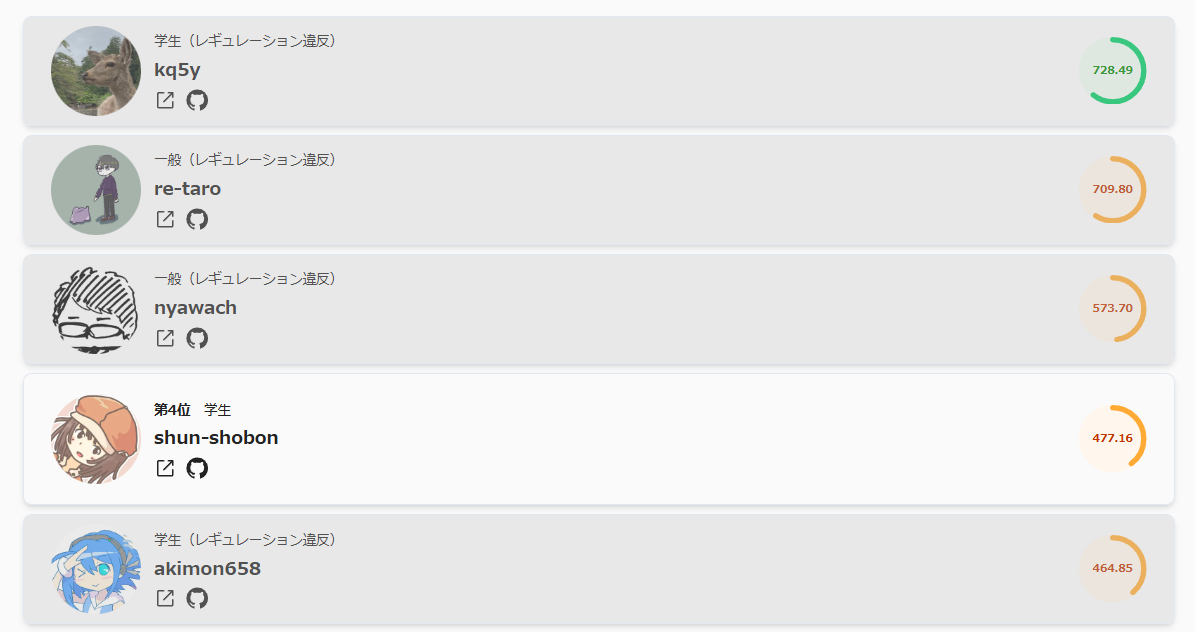 学生（レギュレーション違反）
kq5y
728.49
一般（レギュレーション違反）
re-taro
709.80
一般（レギュレーション違反）
nyawach
573.70
第4位 学生
shun-shobon
477.16
学生（レギュレーション違反）
akimon658
464.85